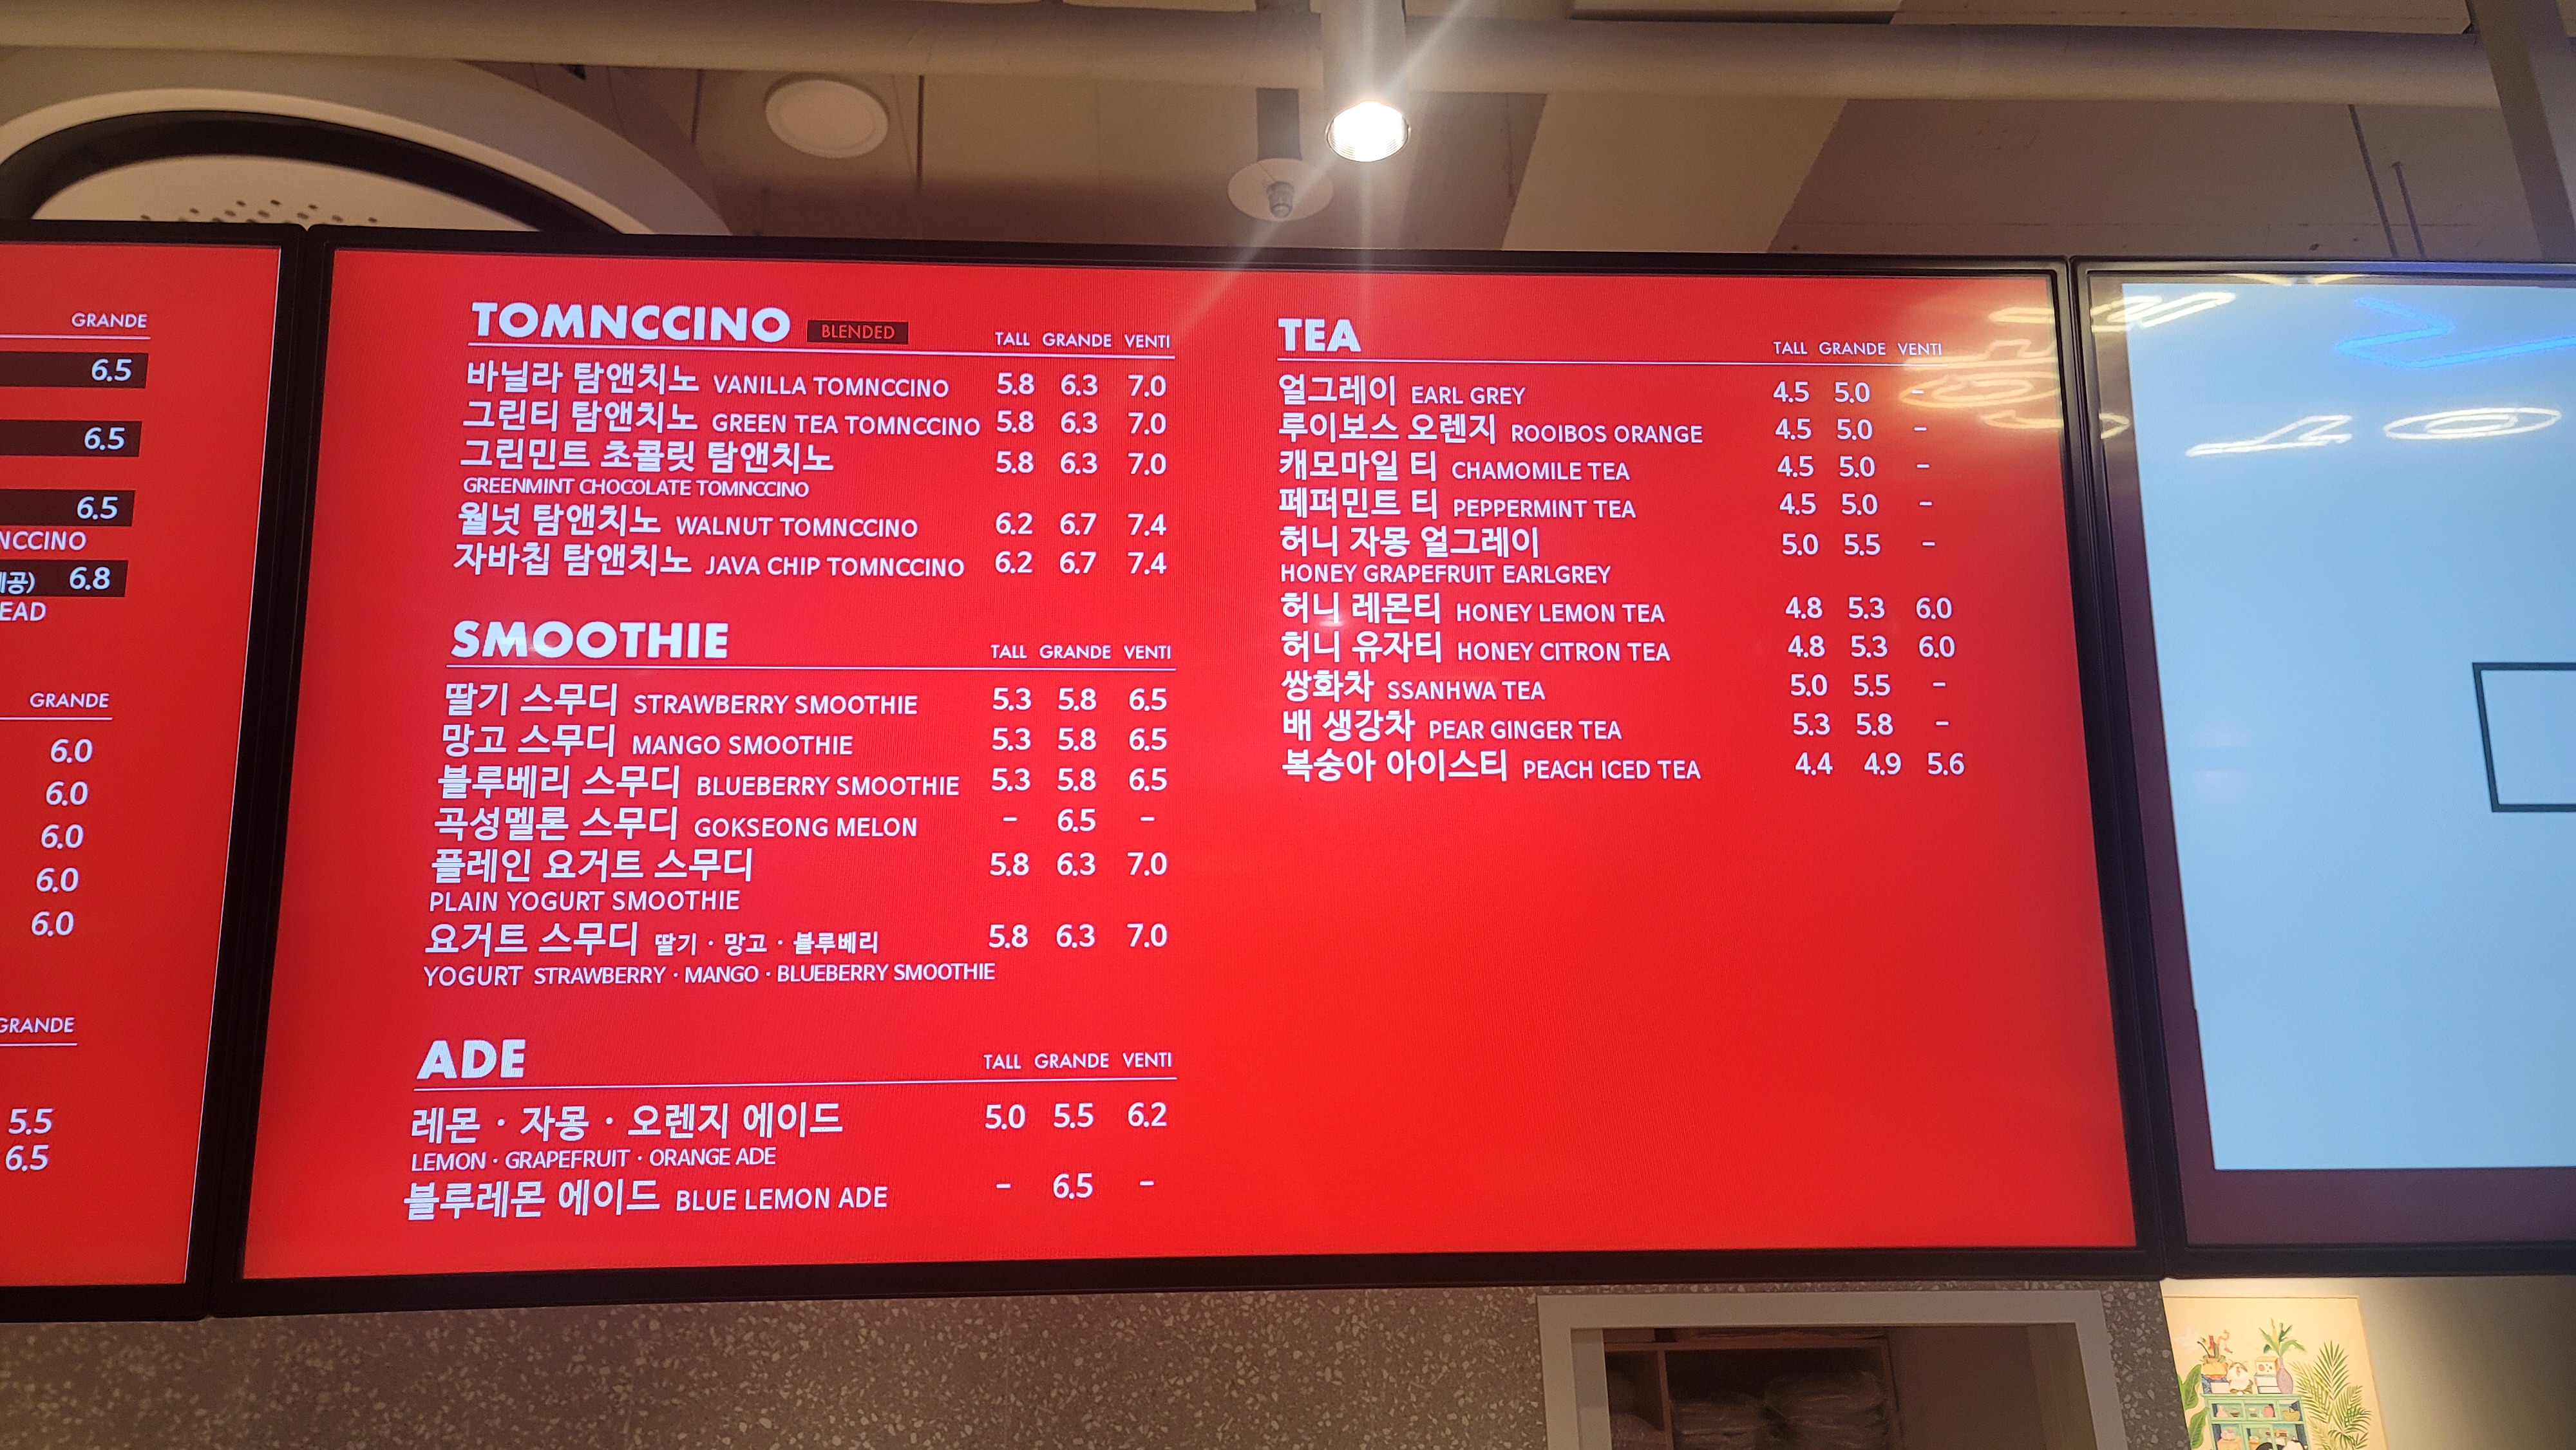 GRANDE
6.5
6.5
6.5
NCCINO
6.8
EAD
GRANDE
6.0
6.0
6.0
6.0
6.0
GRANDE
5.5
6.5
TOMNCCINO BLENDED TALL GRANDE VENTI
바닐라 탐앤치노 VANILLA TOMNCCINO 5.8 6.3 7.0
그린티 탐앤치노 GREEN TEA TOMNCCINO 5.8 6.3 7.0
그린민트 초콜릿 탐앤치노 5.8 6.3 7.0
GREENMINT CHOCOLATE TOMNCCINO
월넛 탐앤치노 WALNUT TOMNCCINO 6.2 6.7 7.4
자바칩 탐앤치노 JAVA CHIP TOMNCCINO 6.2 6.7 7.4
SMOOTHIE TALL GRANDE VENTI
딸기 스무디 STRAWBERRY SMOOTHIE 5.3 5.8 6.5
망고 스무디 MANGO SMOOTHIE 5.3 5.8 6.5
블루베리 스무디 BLUEBERRY SMOOTHIE 5.3 5.8 6.5
곡성멜론 스무디 GOKSEONG MELON - 6.5 -
플레인 요거트 스무디 5.8 6.3 7.0
PLAIN YOGURT SMOOTHIE
요거트 스무디 딸기 · 망고 · 블루베리 5.8 6.3 7.0
YOGURT STRAWBERRY · MANGO · BLUEBERRY SMOOTHIE
ADE TALL GRANDE VENTI
레몬 · 자몽 · 오렌지 에이드 5.0 5.5 6.2
LEMON · GRAPEFRUIT · ORANGE ADE
블루레몬 에이드 BLUE LEMON ADE - 6.5 -
TEA TALL GRANDE VENTI
얼그레이 EARL GREY 4.5 5.0 -
루이보스 오렌지 ROOIBOS ORANGE 4.5 5.0 -
캐모마일 티 CHAMOMILE TEA 4.5 5.0 -
페퍼민트 티 PEPPERMINT TEA 4.5 5.0 -
허니 자몽 얼그레이 5.0 5.5 -
HONEY GRAPEFRUIT EARLGREY
허니 레몬티 HONEY LEMON TEA 4.8 5.3 6.0
허니 유자티 HONEY CITRON TEA 4.8 5.3 6.0
쌍화차 SSANHWA TEA 5.0 5.5 -
배 생강차 PEAR GINGER TEA 5.3 5.8 -
복숭아 아이스티 PEACH ICED TEA 4.4 4.9 5.6